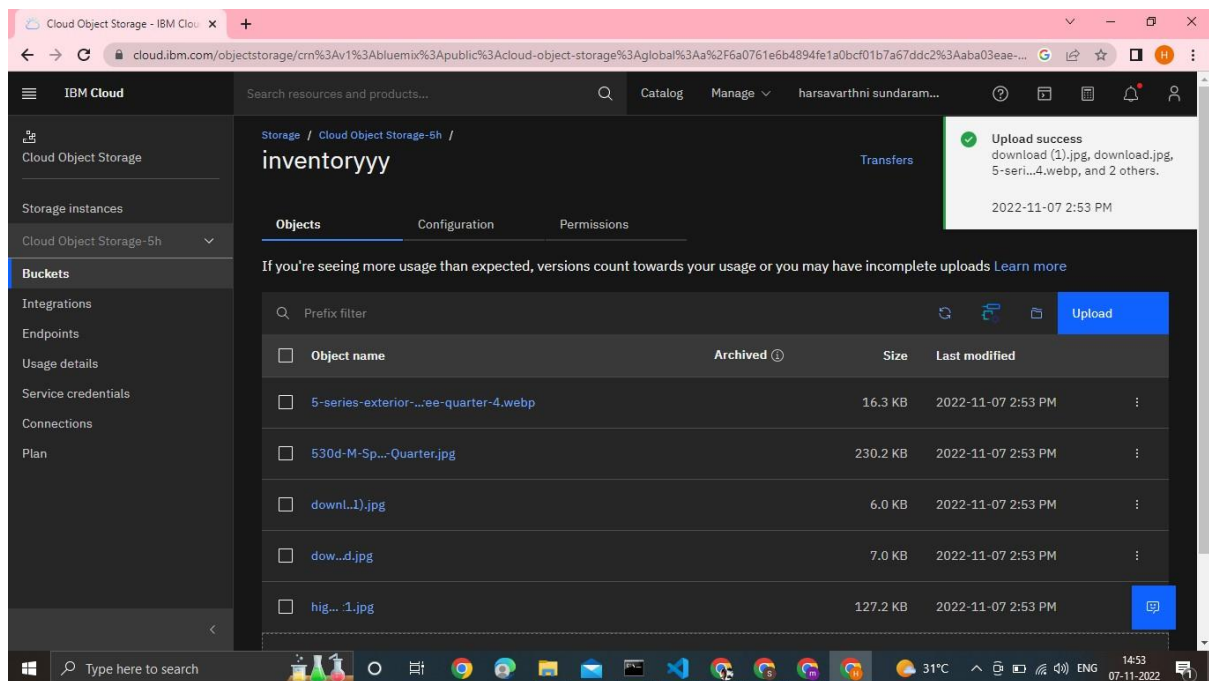 Cloud Object Storage - IBM Clou
cloud.ibm.com/objectstorage/crn%3Av1%3Abluemix%3Apublic%3Acloud-object-storage%3Aglobal%3Aa%2F6a0761e6b4894fe1a0bcf01b7a67ddc2%3Aaba03eae-...
H
IBM Cloud
Search resources and products...
Catalog
Manage
harsavarthni sundaram...
Cloud Object Storage
Storage instances
Cloud Object Storage-5h
Buckets
Integrations
Endpoints
Usage details
Service credentials
Connections
Plan
Storage / Cloud Object Storage-5h /
inventoryyy
Transfers
Upload success
download (1).jpg, download.jpg,
5-seri...4.webp, and 2 others.
2022-11-07 2:53 PM
Objects Configuration Permissions
If you're seeing more usage than expected, versions count towards your usage or you may have incomplete uploads Learn more
Prefix filter
Upload
Object name Archived Size Last modified
5-series-exterior-...:ee-quarter-4.webp 16.3 KB 2022-11-07 2:53 PM
530d-M-Sp...-Quarter.jpg 230.2 KB 2022-11-07 2:53 PM
downl..1).jpg 6.0 KB 2022-11-07 2:53 PM
dow...d.jpg 7.0 KB 2022-11-07 2:53 PM
hig... :1.jpg 127.2 KB 2022-11-07 2:53 PM
Type here to search
31°C
ENG
14:53
07-11-2022